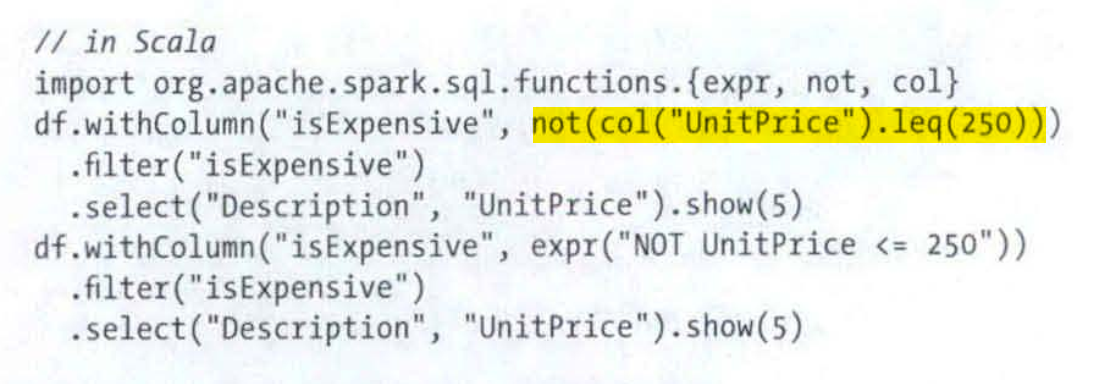 // in Scala
import org.apache.spark.sql.functions.{expr, not, col}
df.withColumn("isExpensive", not(col("UnitPrice").leq(250)))
  .filter("isExpensive")
  .select("Description", "UnitPrice").show(5)
df.withColumn("isExpensive", expr("NOT UnitPrice <= 250"))
  .filter("isExpensive")
  .select("Description", "UnitPrice").show(5)